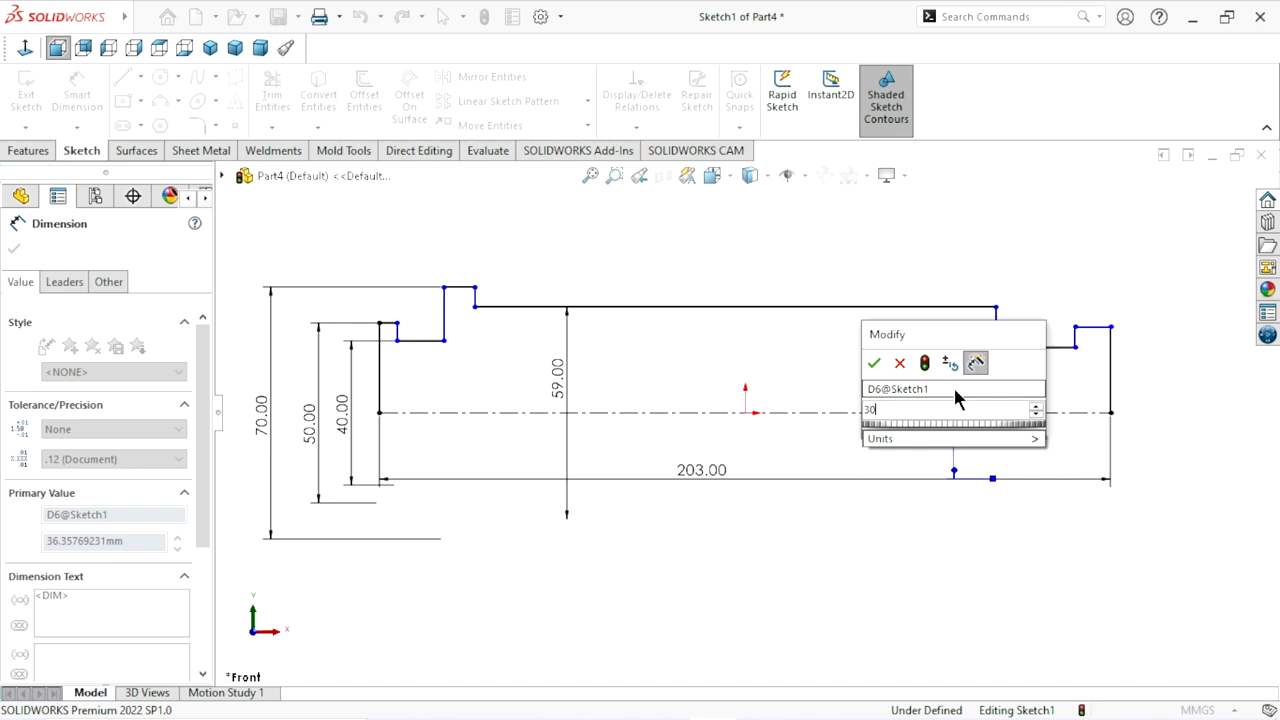 SOLIDWORKS
Sketch1 of Part4 *
Search Commands
Exit Sketch
Smart Dimension
Trim Entities
Convert Entities
Offset Entities
Offset On Surface
Mirror Entities
Linear Sketch Pattern
Move Entities
Display/Delete Relations
Repair Sketch
Quick Snaps
Rapid Sketch
Instant2D
Shaded Sketch Contours
Features
Sketch
Surfaces
Sheet Metal
Weldments
Mold Tools
Direct Editing
Evaluate
SOLIDWORKS Add-Ins
SOLIDWORKS CAM
Part4 (Default) <<Default...
Dimension
Value
Leaders
Other
Style
<NONE>
Tolerance/Precision
None
.12 (Document)
Primary Value
D6@Sketch1
36.35769231mm
Dimension Text
<DIM>
70.00
50.00
40.00
59.00
203.00
Modify
D6@Sketch1
30
Units >
Y
X
*Front
Model
3D Views
Motion Study 1
SOLIDWORKS Premium 2022 SP1.0
Under Defined
Editing Sketch1
MMGS